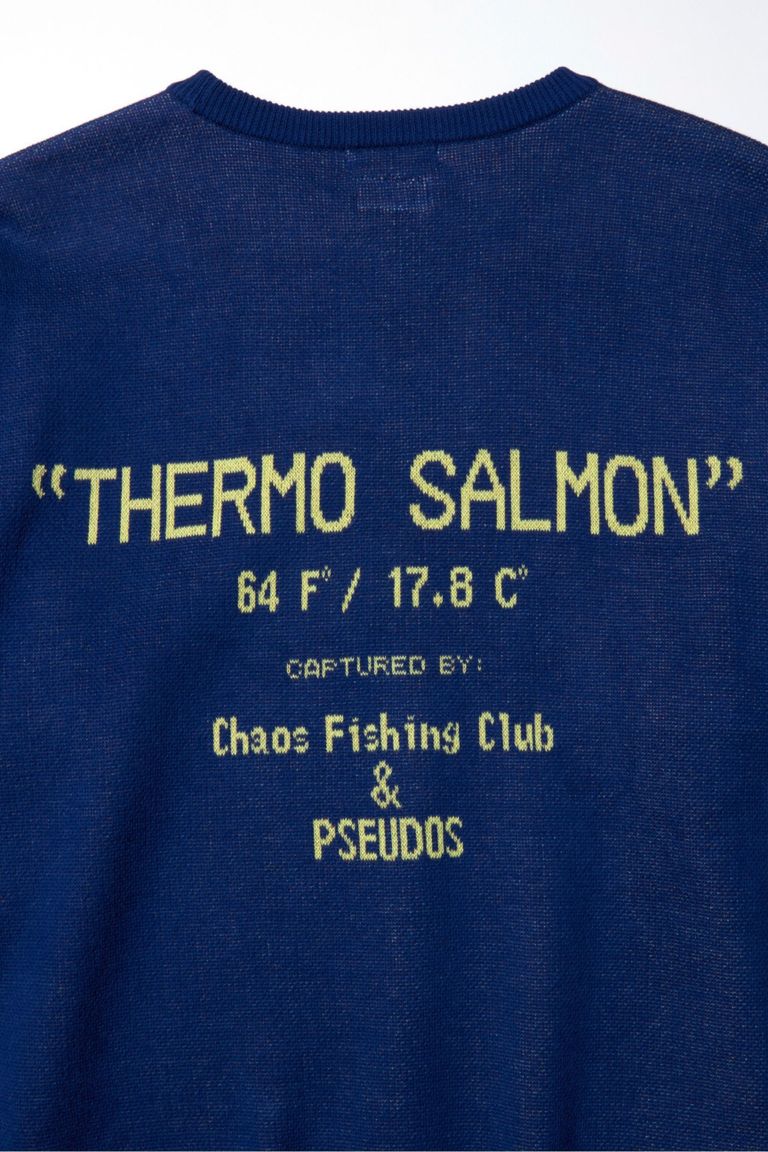 “THERMO SALMON”
64 F° / 17.8 C°
CAPTURED BY:
Chaos Fishing Club
&
PSEUDOS